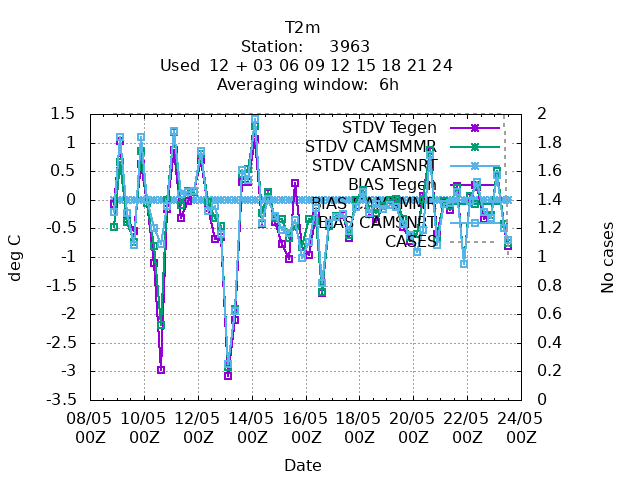 T2m
Station: 3963
Used 12 + 03 06 09 12 15 18 21 24
Averaging window: 6h
1.5
1
0.5
0
-0.5
-1
-1.5
-2
-2.5
-3
-3.5
deg C
2
1.8
1.6
1.4
1.2
1
0.8
0.6
0.4
0.2
0
No cases
STDV Tegen
STDV CAMSMMR
STDV CAMSNRT
BIAS Tegen
BIAS CAMSMMR
BIAS CAMSNRT
CASES
08/05 10/05 12/05 14/05 16/05 18/05 20/05 22/05 24/05
00Z 00Z 00Z 00Z 00Z 00Z 00Z 00Z 00Z
Date